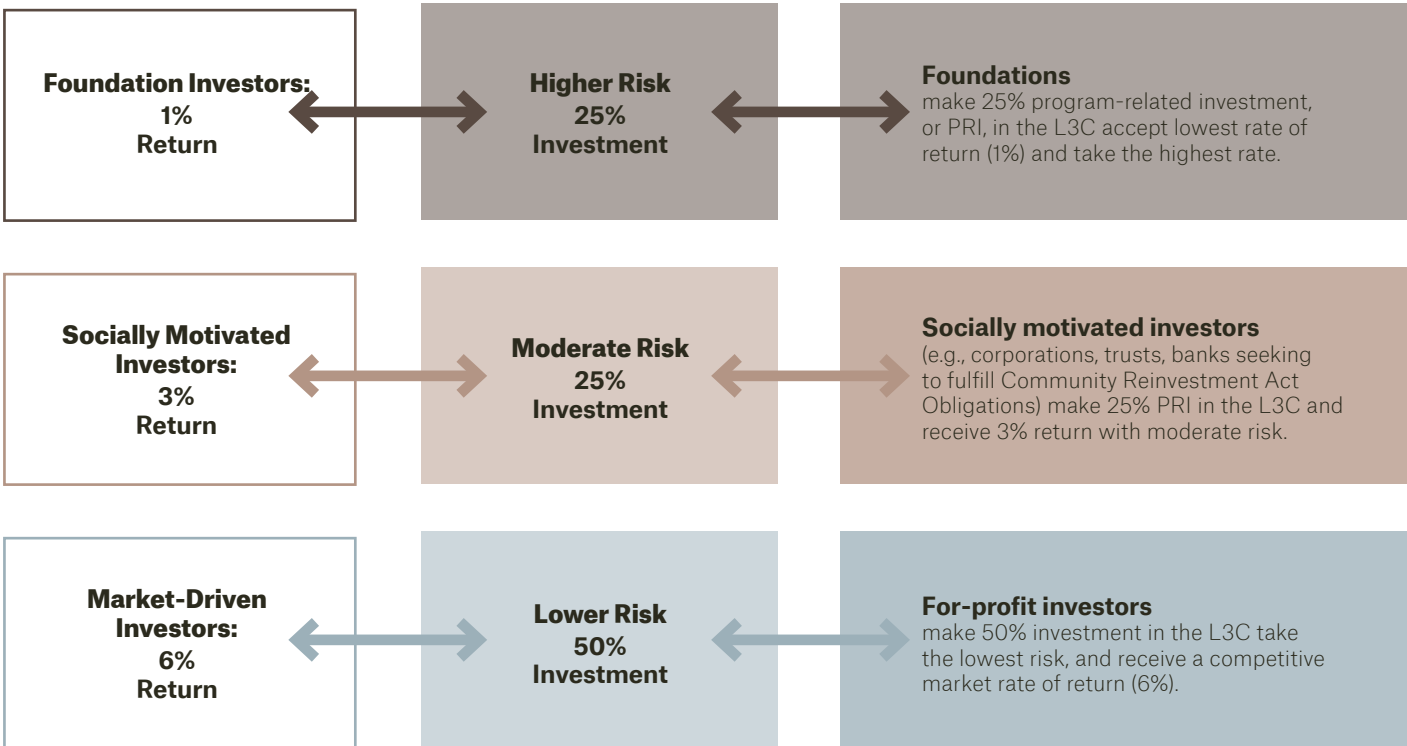 Foundation Investors:
1%
Return
Higher Risk
25%
Investment
Foundations
make 25% program-related investment,
or PRI, in the L3C accept lowest rate of
return (1%) and take the highest rate.
Socially Motivated
Investors:
3%
Return
Moderate Risk
25%
Investment
Socially motivated investors
(e.g., corporations, trusts, banks seeking
to fulfill Community Reinvestment Act
Obligations) make 25% PRI in the L3C and
receive 3% return with moderate risk.
Market-Driven
Investors:
6%
Return
Lower Risk
50%
Investment
For-profit investors
make 50% investment in the L3C take
the lowest risk, and receive a competitive
market rate of return (6%).